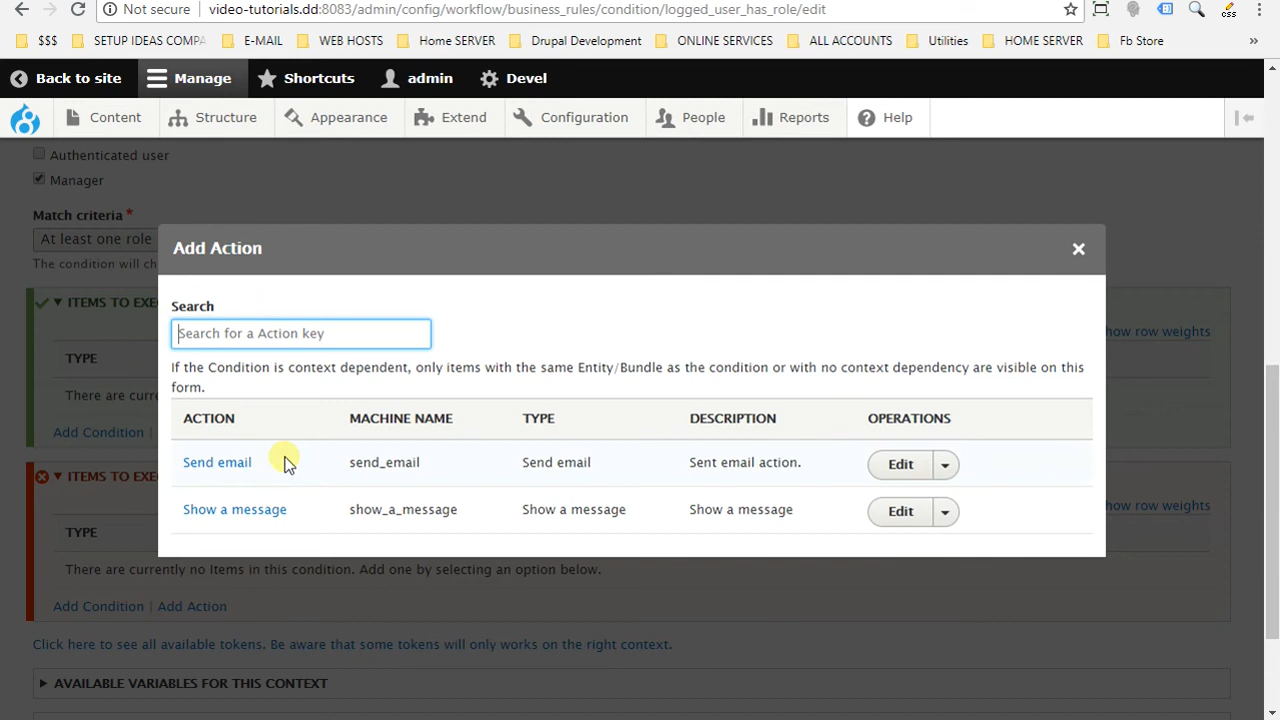 Not secure
video-tutorials.dd:8083/admin/config/workflow/business_rules/condition/logged_user_has_role/edit
$$$ SETUP IDEAS COMPA E-MAIL WEB HOSTS Home SERVER Drupal Development ONLINE SERVICES ALL ACCOUNTS Utilities HOME SERVER Fb Store »
Back to site Manage Shortcuts admin Devel
Content Structure Appearance Extend Configuration People Reports Help
Authenticated user
Manager
Match criteria *
At least one role
The condition will ch
Add Action
Search
Search for a Action key
If the Condition is context dependent, only items with the same Entity/Bundle as the condition or with no context dependency are visible on this
form.
ACTION MACHINE NAME TYPE DESCRIPTION OPERATIONS
Send email send_email Send email Sent email action. Edit
Show a message show_a_message Show a message Show a message Edit
ITEMS TO EXE
how row weights
TYPE
There are curre
Add Condition |
ITEMS TO EXE
how row weights
TYPE
There are currently no Items in this condition. Add one by selecting an option below.
Add Condition | Add Action
Click here to see all available tokens. Be aware that some tokens will only works on the right context.
AVAILABLE VARIABLES FOR THIS CONTEXT